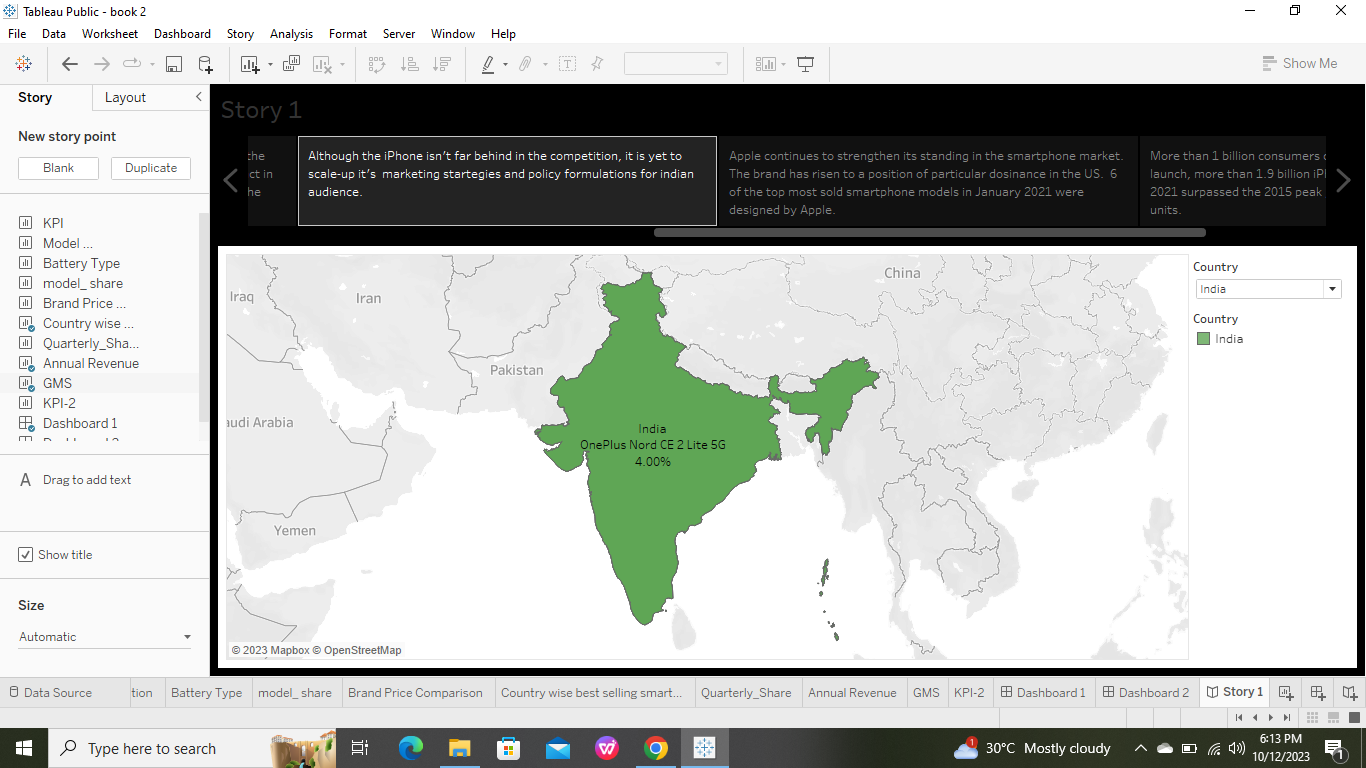 Tableau Public - book 2
File Data Worksheet Dashboard Story Analysis Format Server Window Help
Show Me
Story Layout
New story point
Blank Duplicate
KPI
Model ...
Battery Type
model_ share
Brand Price ...
Country wise ...
Quarterly_Sha...
Annual Revenue
GMS
KPI-2
Dashboard 1
A Drag to add text
Show title
Size
Automatic
Story 1
the
ct in
he
Although the iPhone isn't far behind in the competition, it is yet to
scale-up it's marketing startegies and policy formulations for indian
audience.
Apple continues to strengthen its standing in the smartphone market.
The brand has risen to a position of particular dosinance in the US. 6
of the top most sold smartphone models in January 2021 were
designed by Apple.
More than 1 billion consumers
launch, more than 1.9 billion iP
2021 surpassed the 2015 peak
units.
Iraq
Iran
China
Pakistan
audi Arabia
Yemen
India
OnePlus Nord CE 2 Lite 5G
4.00%
© 2023 Mapbox © OpenStreetMap
Country
India
Country
India
Data Source tion Battery Type model_ share Brand Price Comparison Country wise best selling smart... Quarterly_Share Annual Revenue GMS KPI-2 Dashboard 1 Dashboard 2 Story 1
Type here to search
1
30°C Mostly cloudy
6:13 PM
10/12/2023
1